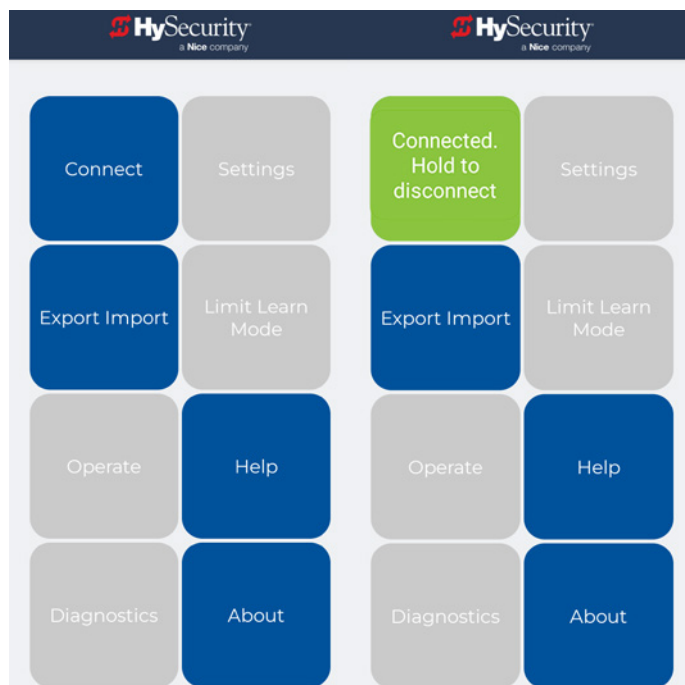 HySecurity
a Nice company
HySecurity
a Nice company
Connect
Settings
Export Import
Limit Learn
Mode
Operate
Help
Diagnostics
About
Connected.
Hold to
disconnect
Settings
Export Import
Limit Learn
Mode
Operate
Help
Diagnostics
About